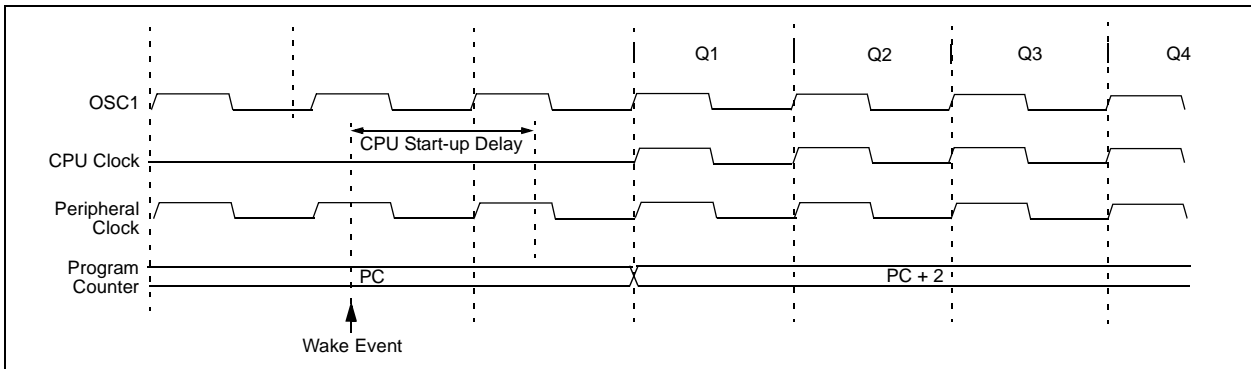 Q1 Q2 Q3 Q4
OSC1
CPU Start-up Delay
CPU Clock
Peripheral
Clock
Program
Counter
PC
PC + 2
Wake Event